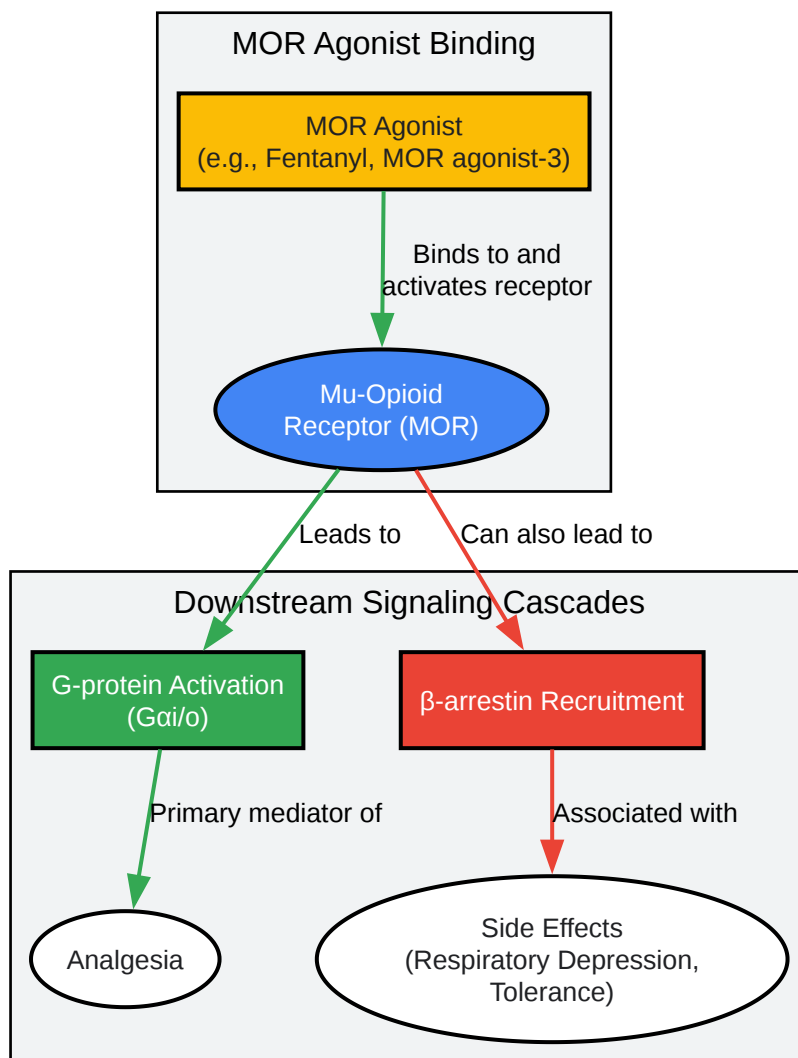 MOR Agonist Binding
MOR Agonist
(e.g., Fentanyl, MOR agonist-3)
Binds to and
activates receptor
Mu-Opioid
Receptor (MOR)
Leads to
Can also lead to
Downstream Signaling Cascades
G-protein Activation
(Gαi/o)
β-arrestin Recruitment
Primary mediator of
Associated with
Analgesia
Side Effects
(Respiratory Depression,
Tolerance)